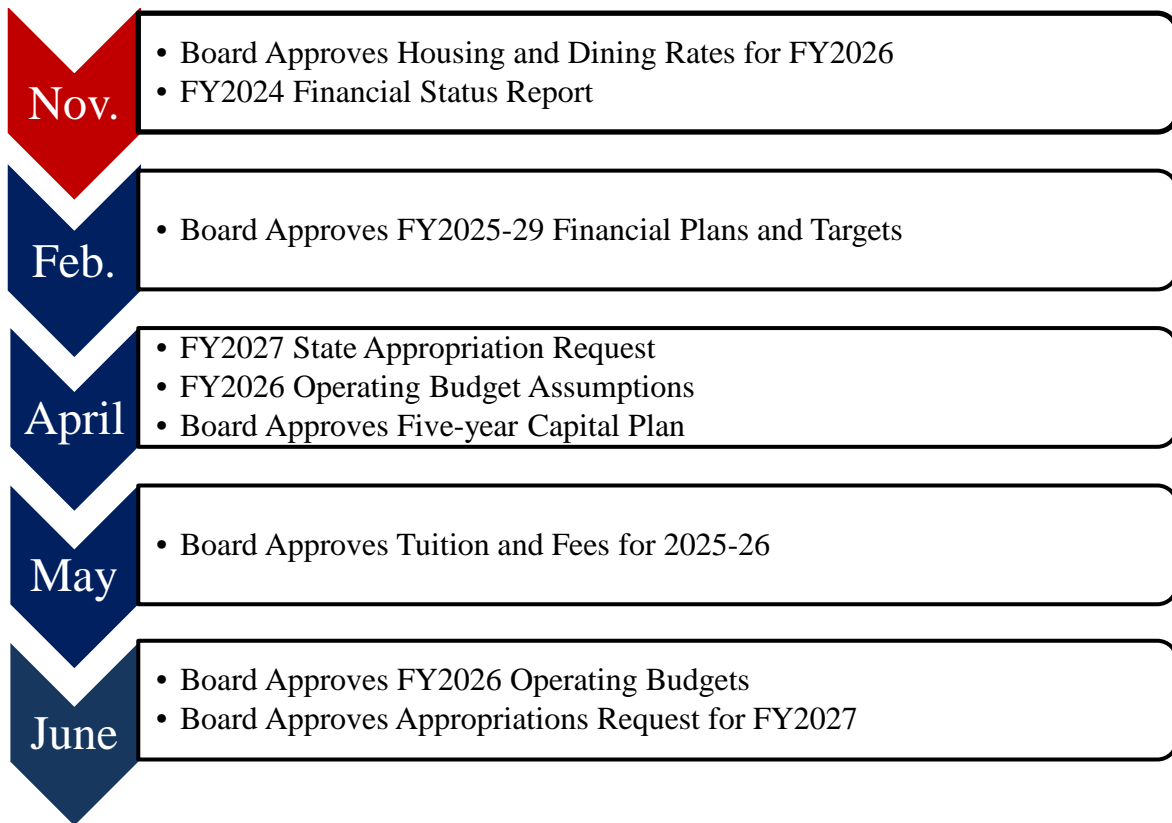 Nov.
• Board Approves Housing and Dining Rates for FY2026
• FY2024 Financial Status Report
Feb.
• Board Approves FY2025-29 Financial Plans and Targets
April
• FY2027 State Appropriation Request
• FY2026 Operating Budget Assumptions
• Board Approves Five-year Capital Plan
May
• Board Approves Tuition and Fees for 2025-26
June
• Board Approves FY2026 Operating Budgets
• Board Approves Appropriations Request for FY2027